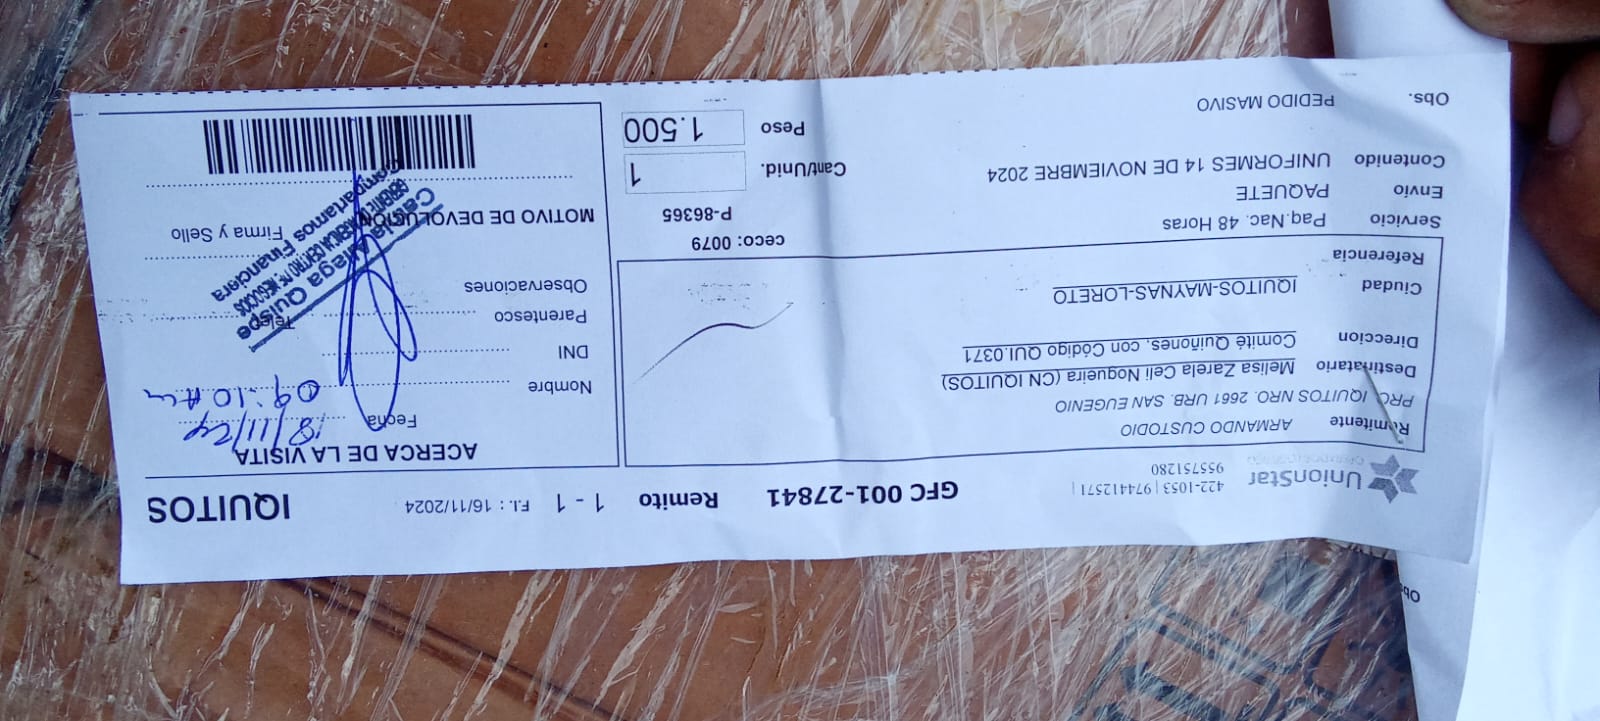 UnionStar
422-1053 | 974412571 |
955751280
GFC 001-27841
Remito 1 - 1 F.I. : 16/11/2024
IQUITOS
Remitente ARMANDO CUSTODIO
PRO. IQUITOS NRO. 2661 URB. SAN EUGENIO
Destinatario Melisa Zarela Celi Nogueira (CN IQUITOS)
Direccion Comité Quiñones, con Código QUI.0371
Ciudad IQUITOS-MAYNAS-LORETO
Referencia
Servicio Paq.Nac. 48 Horas
Envio PAQUETE
Contenido UNIFORMES 14 DE NOVIEMBRE 2024
Obs. PEDIDO MASIVO
ceco: 0079
P-86365
Cant/Unid. 1
Peso 1.500
ACERCA DE LA VISITA
Fecha 18/11/24
09:10 Am
Nombre
DNI
Parentesco
Observaciones
MOTIVO DE DEVOLUCIÓN
Firma y Sello
Quispe
Compartamos Financiera